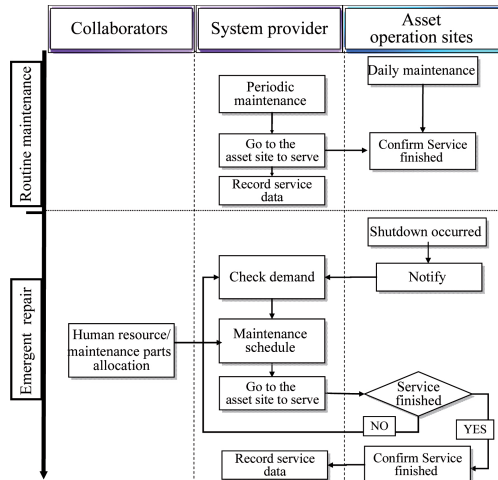 Collaborators
System provider
Asset
operation sites
Routine maintenance
Periodic
maintenance
Go to the
asset site to serve
Record service
data
Daily maintenance
Confirm Service
finished
Emergent repair
Shutdown occurred
Notify
Check demand
Human resource/
maintenance parts
allocation
Maintenance
schedule
Go to the
asset site to serve
Service
finished
NO
YES
Confirm Service
finished
Record service
data